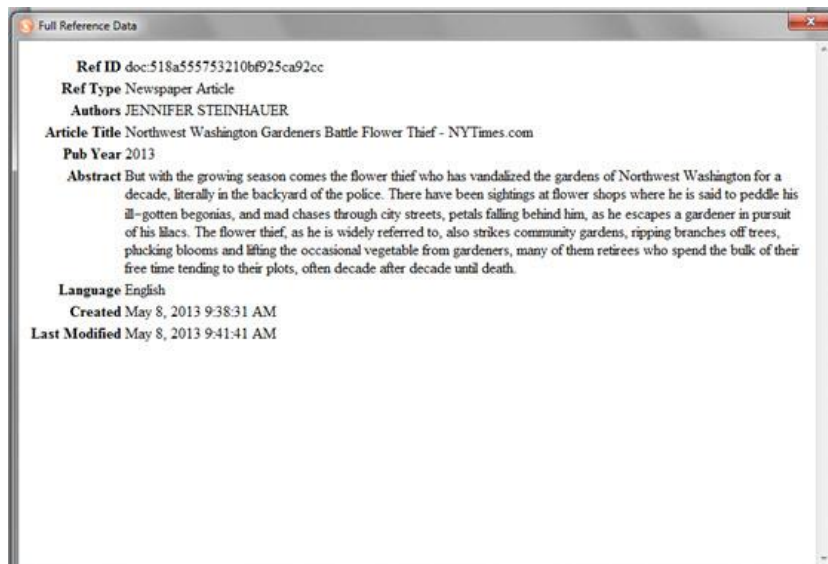 Full Reference Data
Ref ID doc:518a555753210bf925ca92cc
Ref Type Newspaper Article
Authors JENNIFER STEINHAUER
Article Title Northwest Washington Gardeners Battle Flower Thief - NYTimes.com
Pub Year 2013
Abstract But with the growing season comes the flower thief who has vandalized the gardens of Northwest Washington for a
decade, literally in the backyard of the police. There have been sightings at flower shops where he is said to peddle his
ill-gotten begonias, and mad chases through city streets, petals falling behind him, as he escapes a gardener in pursuit
of his lilacs. The flower thief, as he is widely referred to, also strikes community gardens, ripping branches off trees,
plucking blooms and lifting the occasional vegetable from gardeners, many of them retirees who spend the bulk of their
free time tending to their plots, often decade after decade until death.
Language English
Created May 8, 2013 9:38:31 AM
Last Modified May 8, 2013 9:41:41 AM